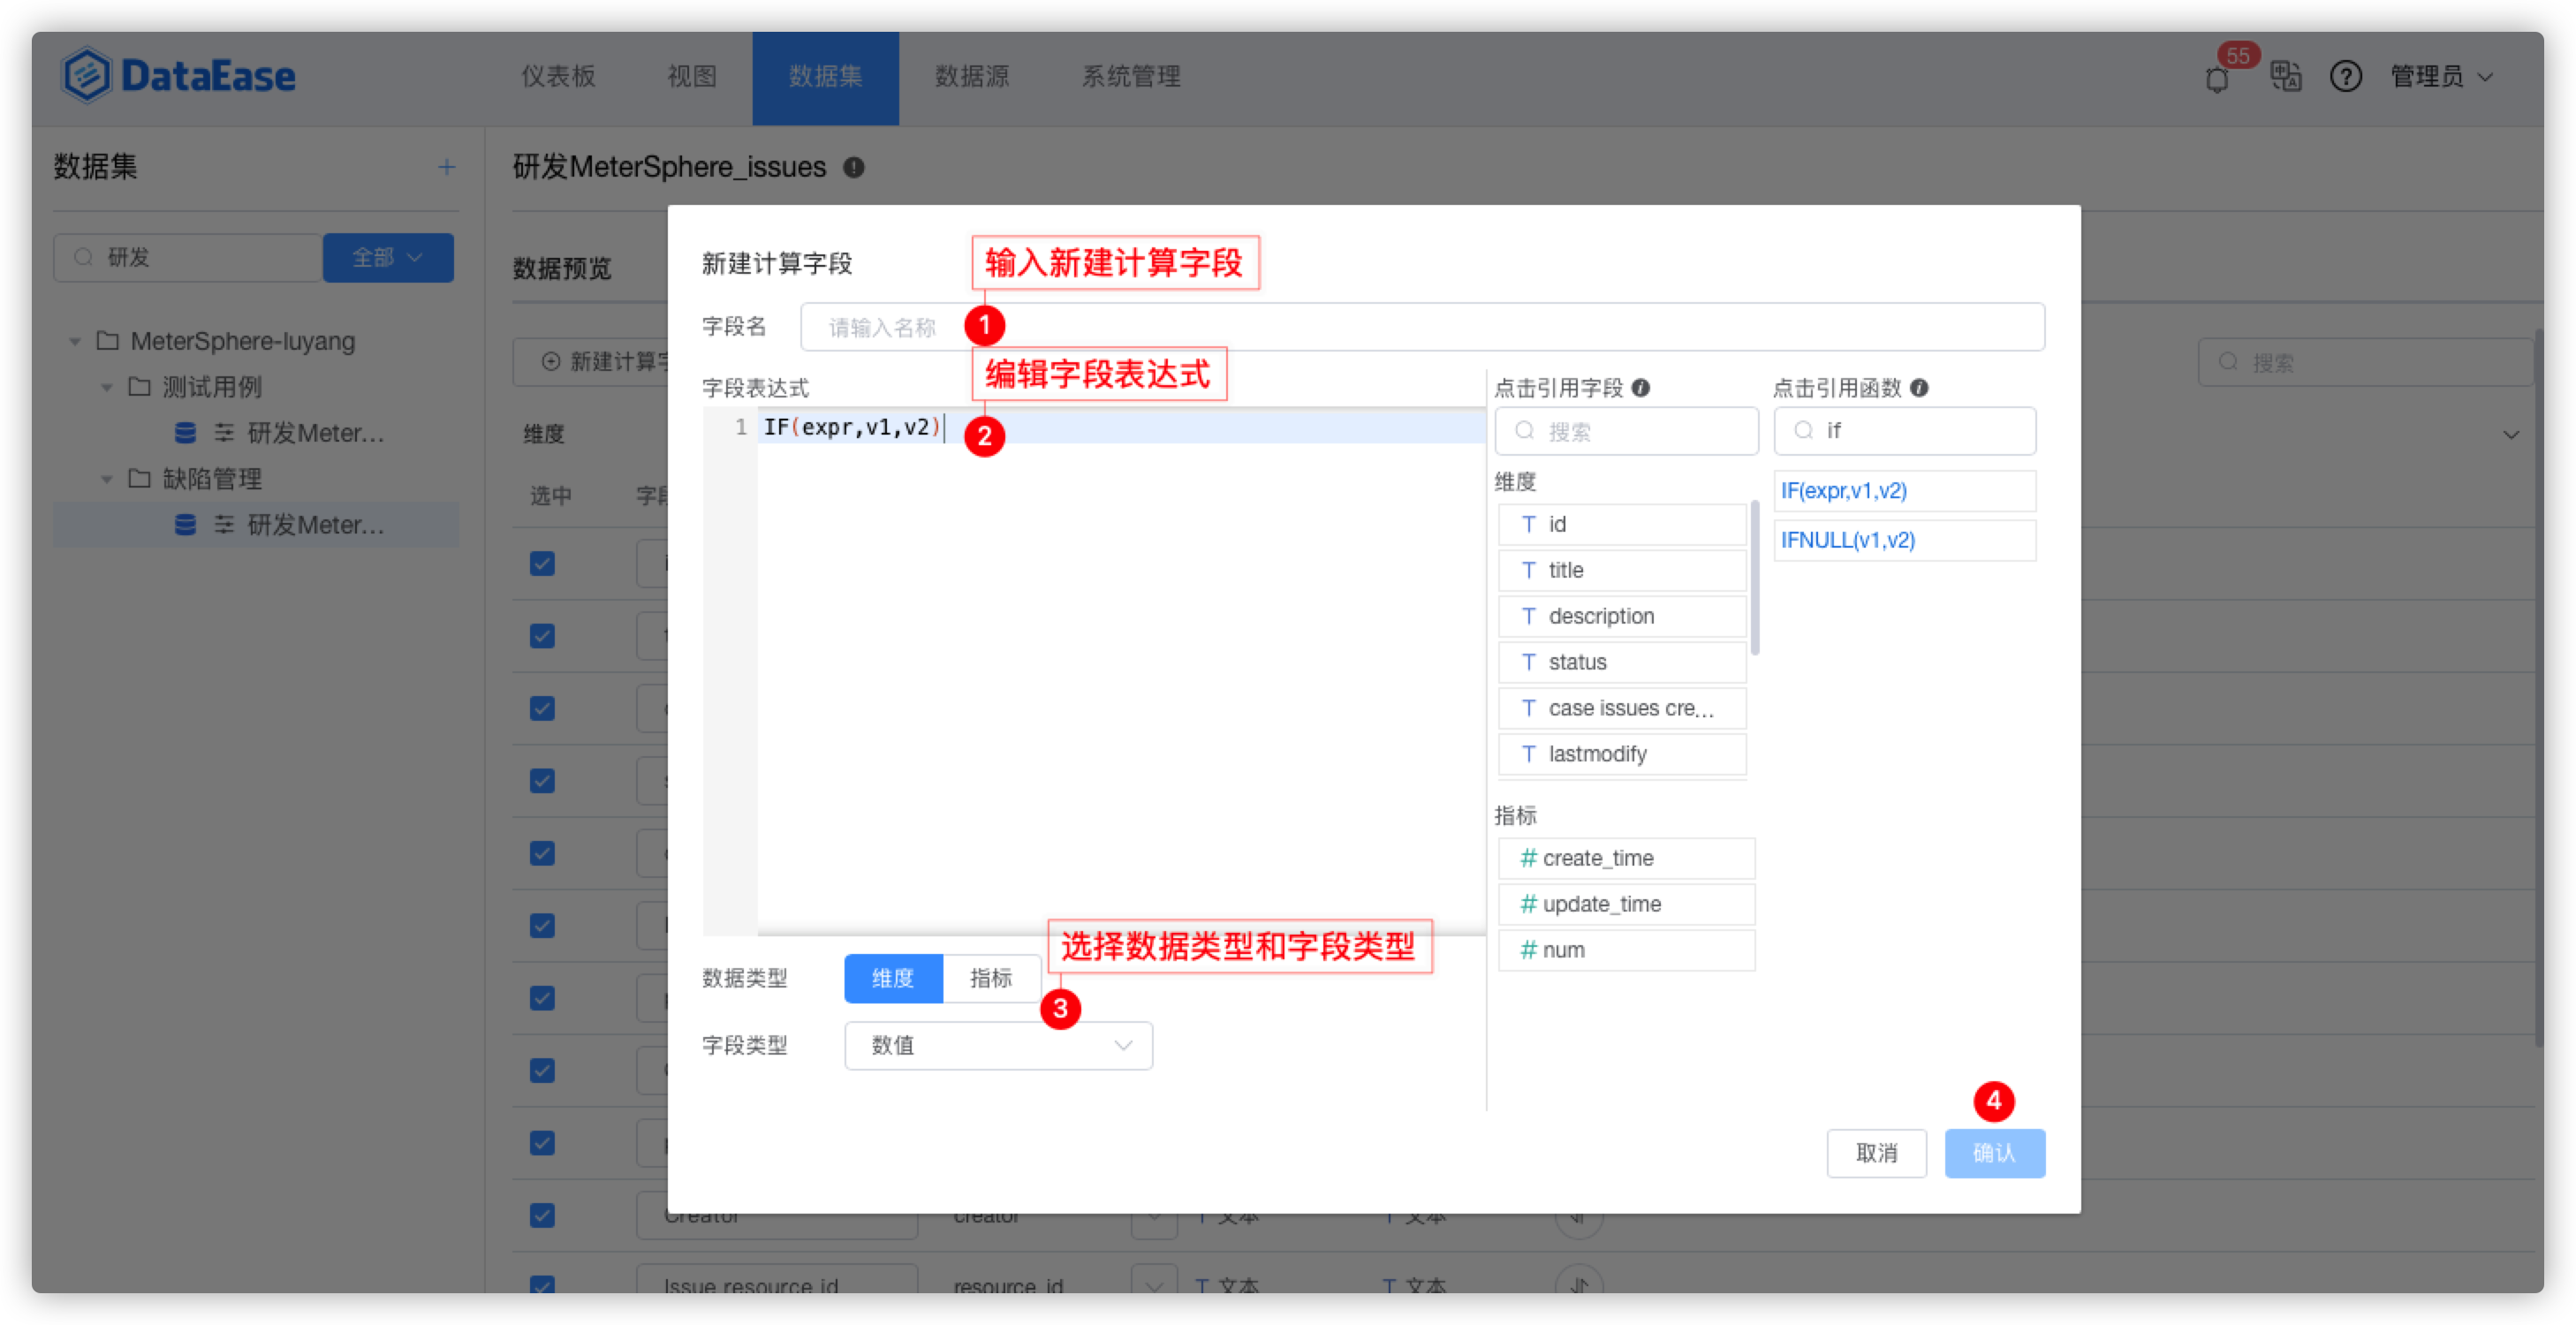 DataEase
仪表板
视图
数据集
数据源
系统管理
55
管理员
数据集
+
研发
全部
MeterSphere-luyang
测试用例
研发Meter...
缺陷管理
研发Meter...
研发MeterSphere_issues
数据预览
新建计算字
搜索
维度
选中
字段
新建计算字段
输入新建计算字段
字段名
请输入名称
1
编辑字段表达式
字段表达式
1 IF(expr,v1,v2)
2
点击引用字段
搜索
维度
T id
T title
T description
T status
T case issues cre...
T lastmodify
指标
# create_time
# update_time
# num
点击引用函数
if
IF(expr,v1,v2)
IFNULL(v1,v2)
选择数据类型和字段类型
数据类型
维度
指标
3
字段类型
数值
4
取消
确认
Creator creator T 文本 T 文本
Issue resource id resource_id T 文本 T 文本